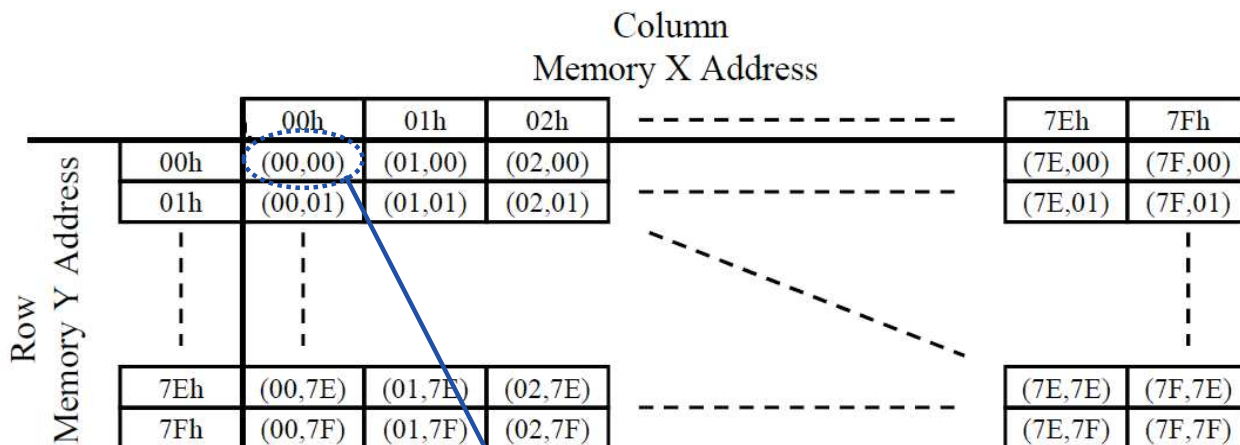 Column
Memory X Address
00h 01h 02h 7Eh 7Fh
00h (00,00) (01,00) (02,00) (7E,00) (7F,00)
01h (00,01) (01,01) (02,01) (7E,01) (7F,01)
Row
Memory Y Address
7Eh (00,7E) (01,7E) (02,7E) (7E,7E) (7F,7E)
7Fh (00,7F) (01,7F) (02,7F) (7E,7F) (7F,7F)